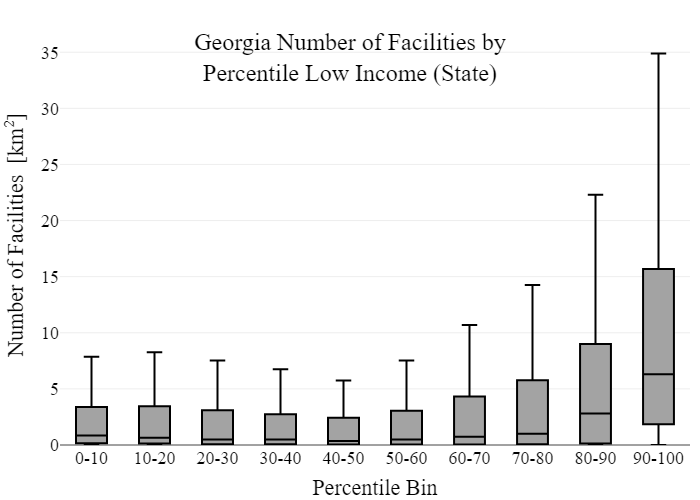 Georgia Number of Facilities by
Percentile Low Income (State)
Number of Facilities [km²]
35
30
25
20
15
10
5
0
0-10 10-20 20-30 30-40 40-50 50-60 60-70 70-80 80-90 90-100
Percentile Bin